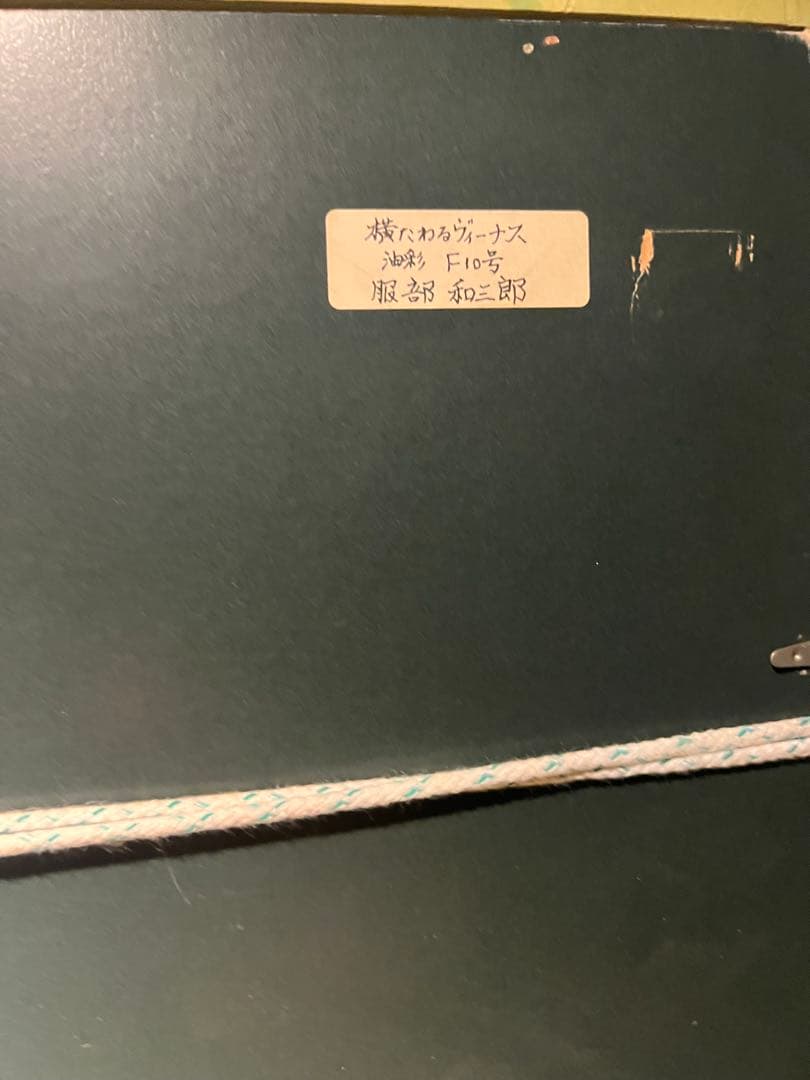 横たわるヴィーナス
油彩 F10号
服部 和三郎